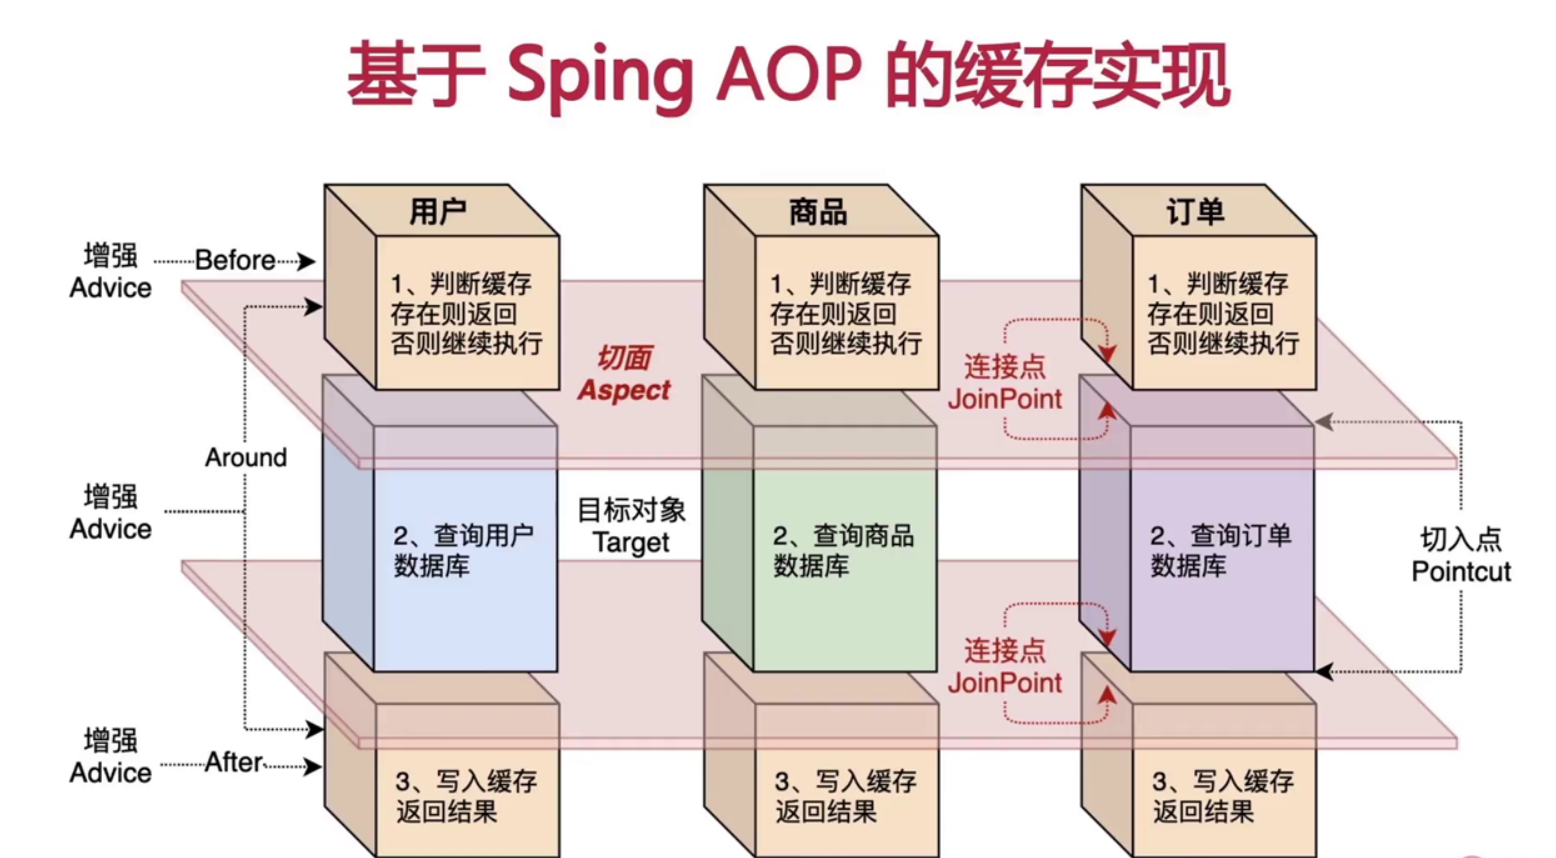 基于 Sping AOP 的缓存实现
用户
商品
订单
增强
Advice
Before
1、判断缓存
存在则返回
否则继续执行
1、判断缓存
存在则返回
否则继续执行
1、判断缓存
存在则返回
否则继续执行
切面
Aspect
连接点
JoinPoint
Around
增强
Advice
2、查询用户
数据库
目标对象
Target
2、查询商品
数据库
2、查询订单
数据库
切入点
Pointcut
连接点
JoinPoint
增强
Advice
After
3、写入缓存
返回结果
3、写入缓存
返回结果
3、写入缓存
返回结果